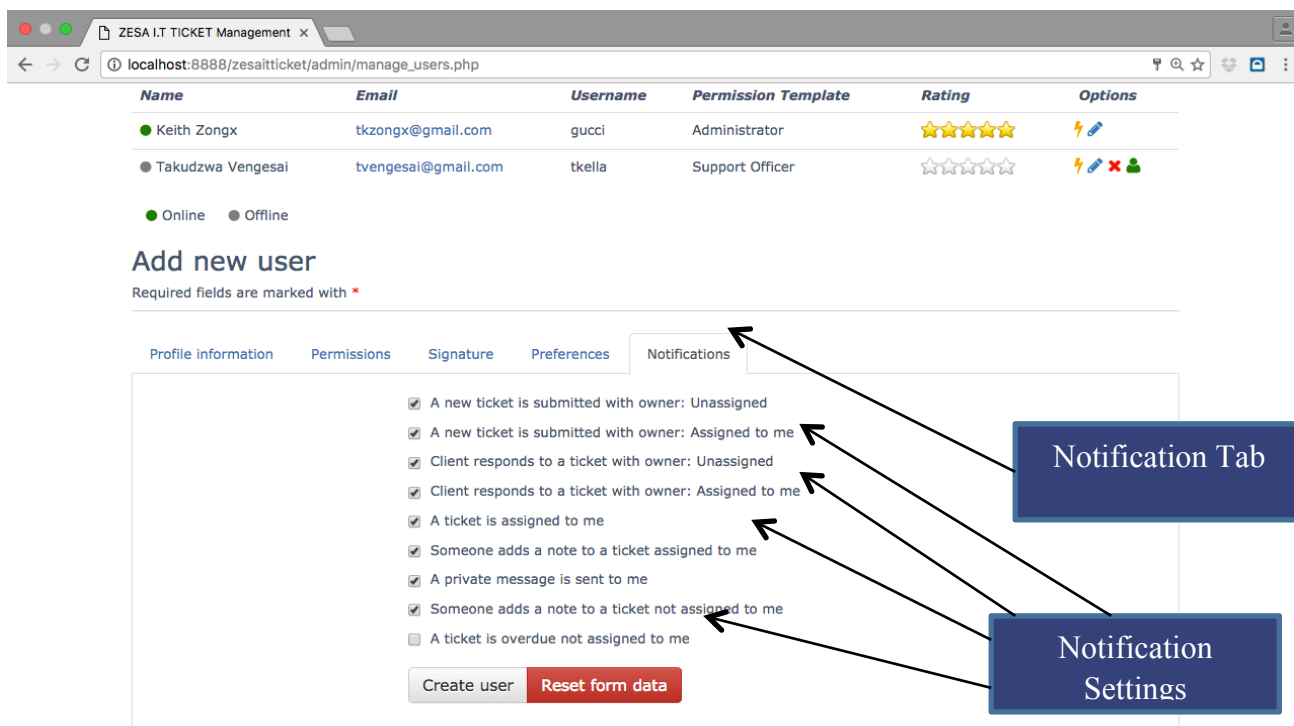 ZESA I.T TICKET Management
localhost:8888/zesaitticket/admin/manage_users.php
Name Email Username Permission Template Rating Options
Keith Zongx tkzongx@gmail.com gucci Administrator
Takudzwa Vengesai tvengesai@gmail.com tkella Support Officer
Online Offline
Add new user
Required fields are marked with *
Profile information Permissions Signature Preferences Notifications
A new ticket is submitted with owner: Unassigned
A new ticket is submitted with owner: Assigned to me
Client responds to a ticket with owner: Unassigned
Client responds to a ticket with owner: Assigned to me
A ticket is assigned to me
Someone adds a note to a ticket assigned to me
A private message is sent to me
Someone adds a note to a ticket not assigned to me
A ticket is overdue not assigned to me
Create user Reset form data
Notification Tab
Notification
Settings